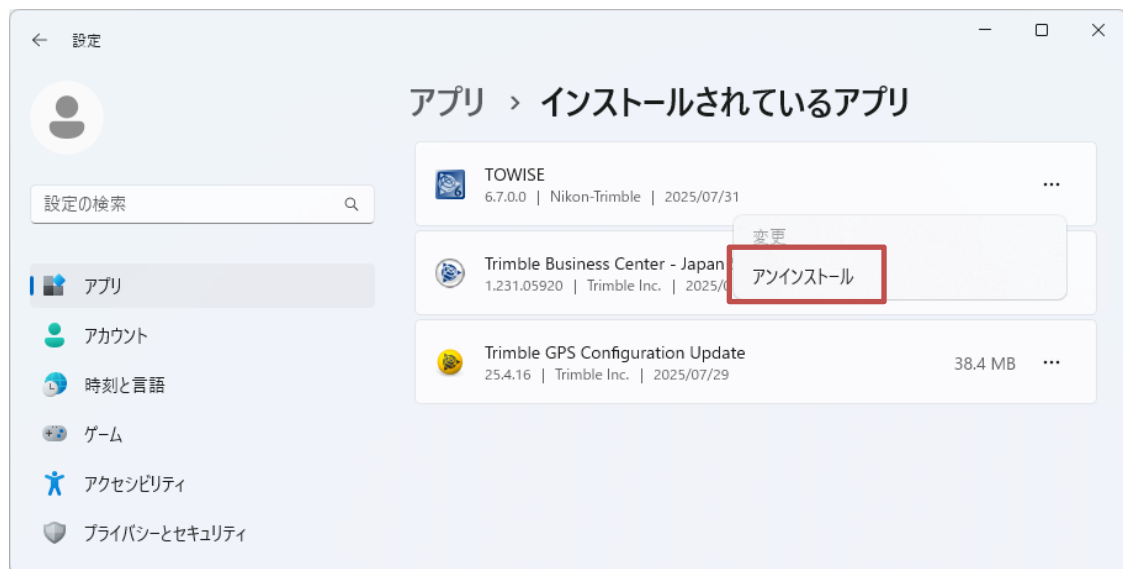 設定
アプリ › インストールされているアプリ
設定の検索
アプリ
アカウント
時刻と言語
ゲーム
アクセシビリティ
プライバシーとセキュリティ
TOWISE
6.7.0.0 | Nikon-Trimble | 2025/07/31
変更
アンインストール
Trimble Business Center - Japan
1.231.05920 | Trimble Inc. | 2025/0
Trimble GPS Configuration Update
25.4.16 | Trimble Inc. | 2025/07/29
38.4 MB